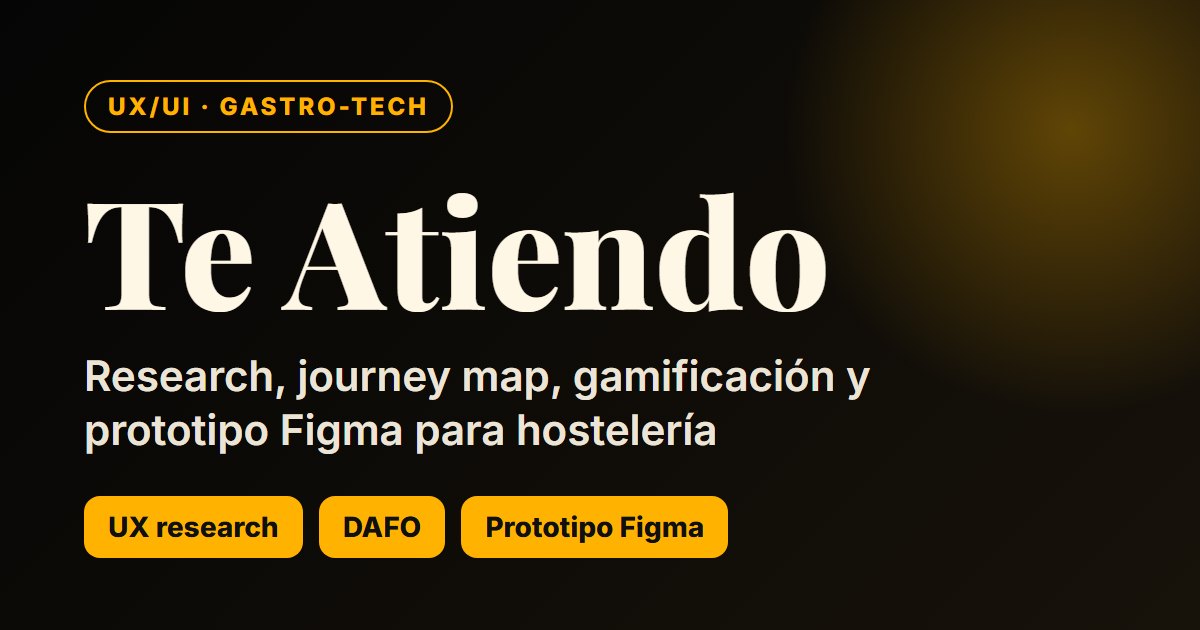 UX/UI · GASTRO-TECH
Te Atiendo
Research, journey map, gamificación y
prototipo Figma para hostelería
UX research DAFO Prototipo Figma